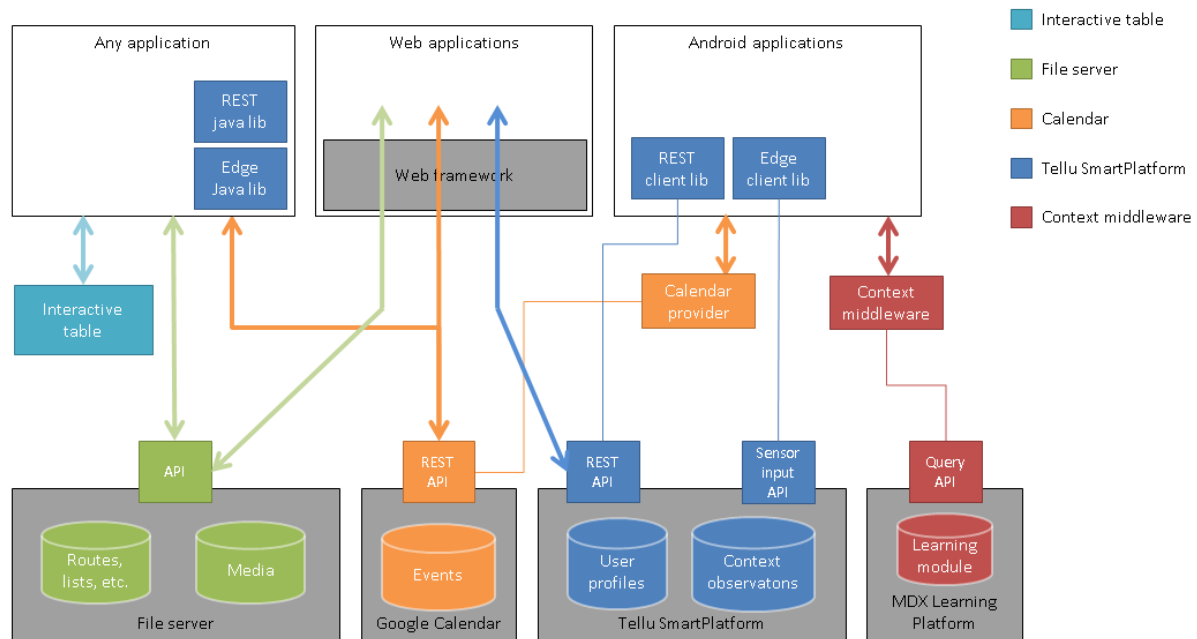 Any application
Web applications
Android applications
Interactive table
File server
Calendar
Tellu SmartPlatform
Context middleware
REST
java lib
Edge
Java lib
Web framework
REST
client lib
Edge
client lib
Interactive
table
Calendar
provider
Context
middleware
API
REST
API
REST
API
Sensor
input
API
Query
API
Routes,
lists, etc.
Media
Events
User
profiles
Context
observatons
Learning
module
File server
Google Calendar
Tellu SmartPlatform
MDX Learning
Platform